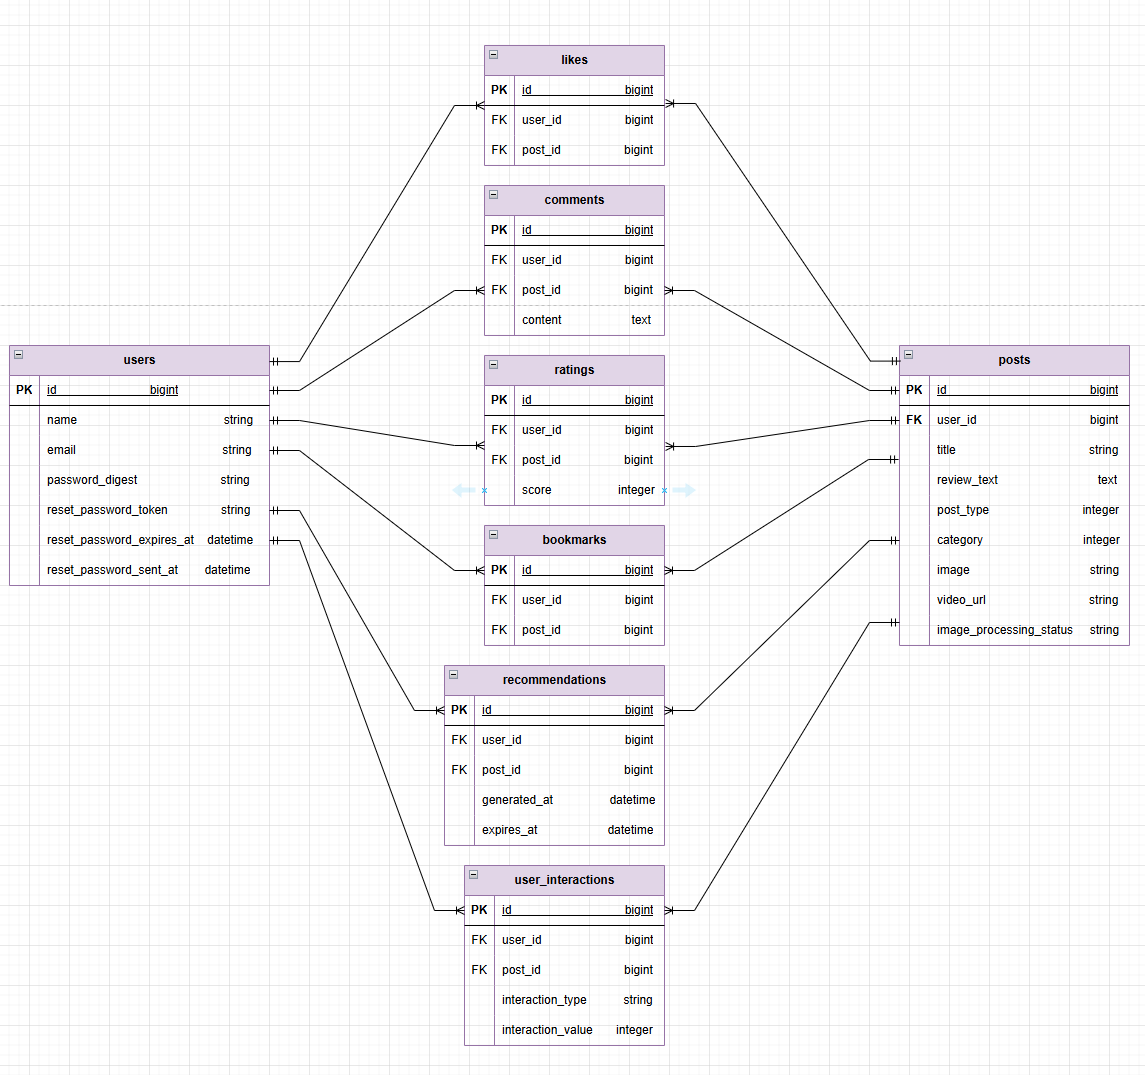 likes
PK id bigint
FK user_id bigint
FK post_id bigint
comments
PK id bigint
FK user_id bigint
FK post_id bigint
content text
users
PK id bigint
name string
email string
password_digest string
reset_password_token string
reset_password_expires_at datetime
reset_password_sent_at datetime
ratings
PK id bigint
FK user_id bigint
FK post_id bigint
score integer
posts
PK id bigint
FK user_id bigint
title string
review_text text
post_type integer
category integer
image string
video_url string
image_processing_status string
bookmarks
PK id bigint
FK user_id bigint
FK post_id bigint
recommendations
PK id bigint
FK user_id bigint
FK post_id bigint
generated_at datetime
expires_at datetime
user_interactions
PK id bigint
FK user_id bigint
FK post_id bigint
interaction_type string
interaction_value integer